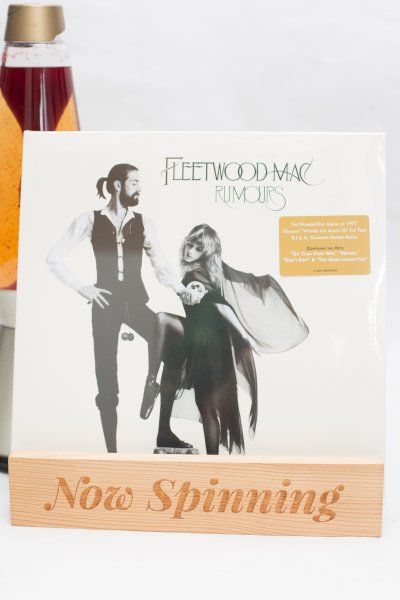 FLEETWOOD MAC
RUMOURS
THE NUMBER-ONE ALBUM OF 1977
GRAMMY® WINNER FOR ALBUM OF THE YEAR
R.I.A.A. DIAMOND AWARD ALBUM
CONTAINS THE HITS
"GO YOUR OWN WAY," "DREAMS,"
"DON'T STOP" & "YOU MAKE LOVING FUN"
Now Spinning